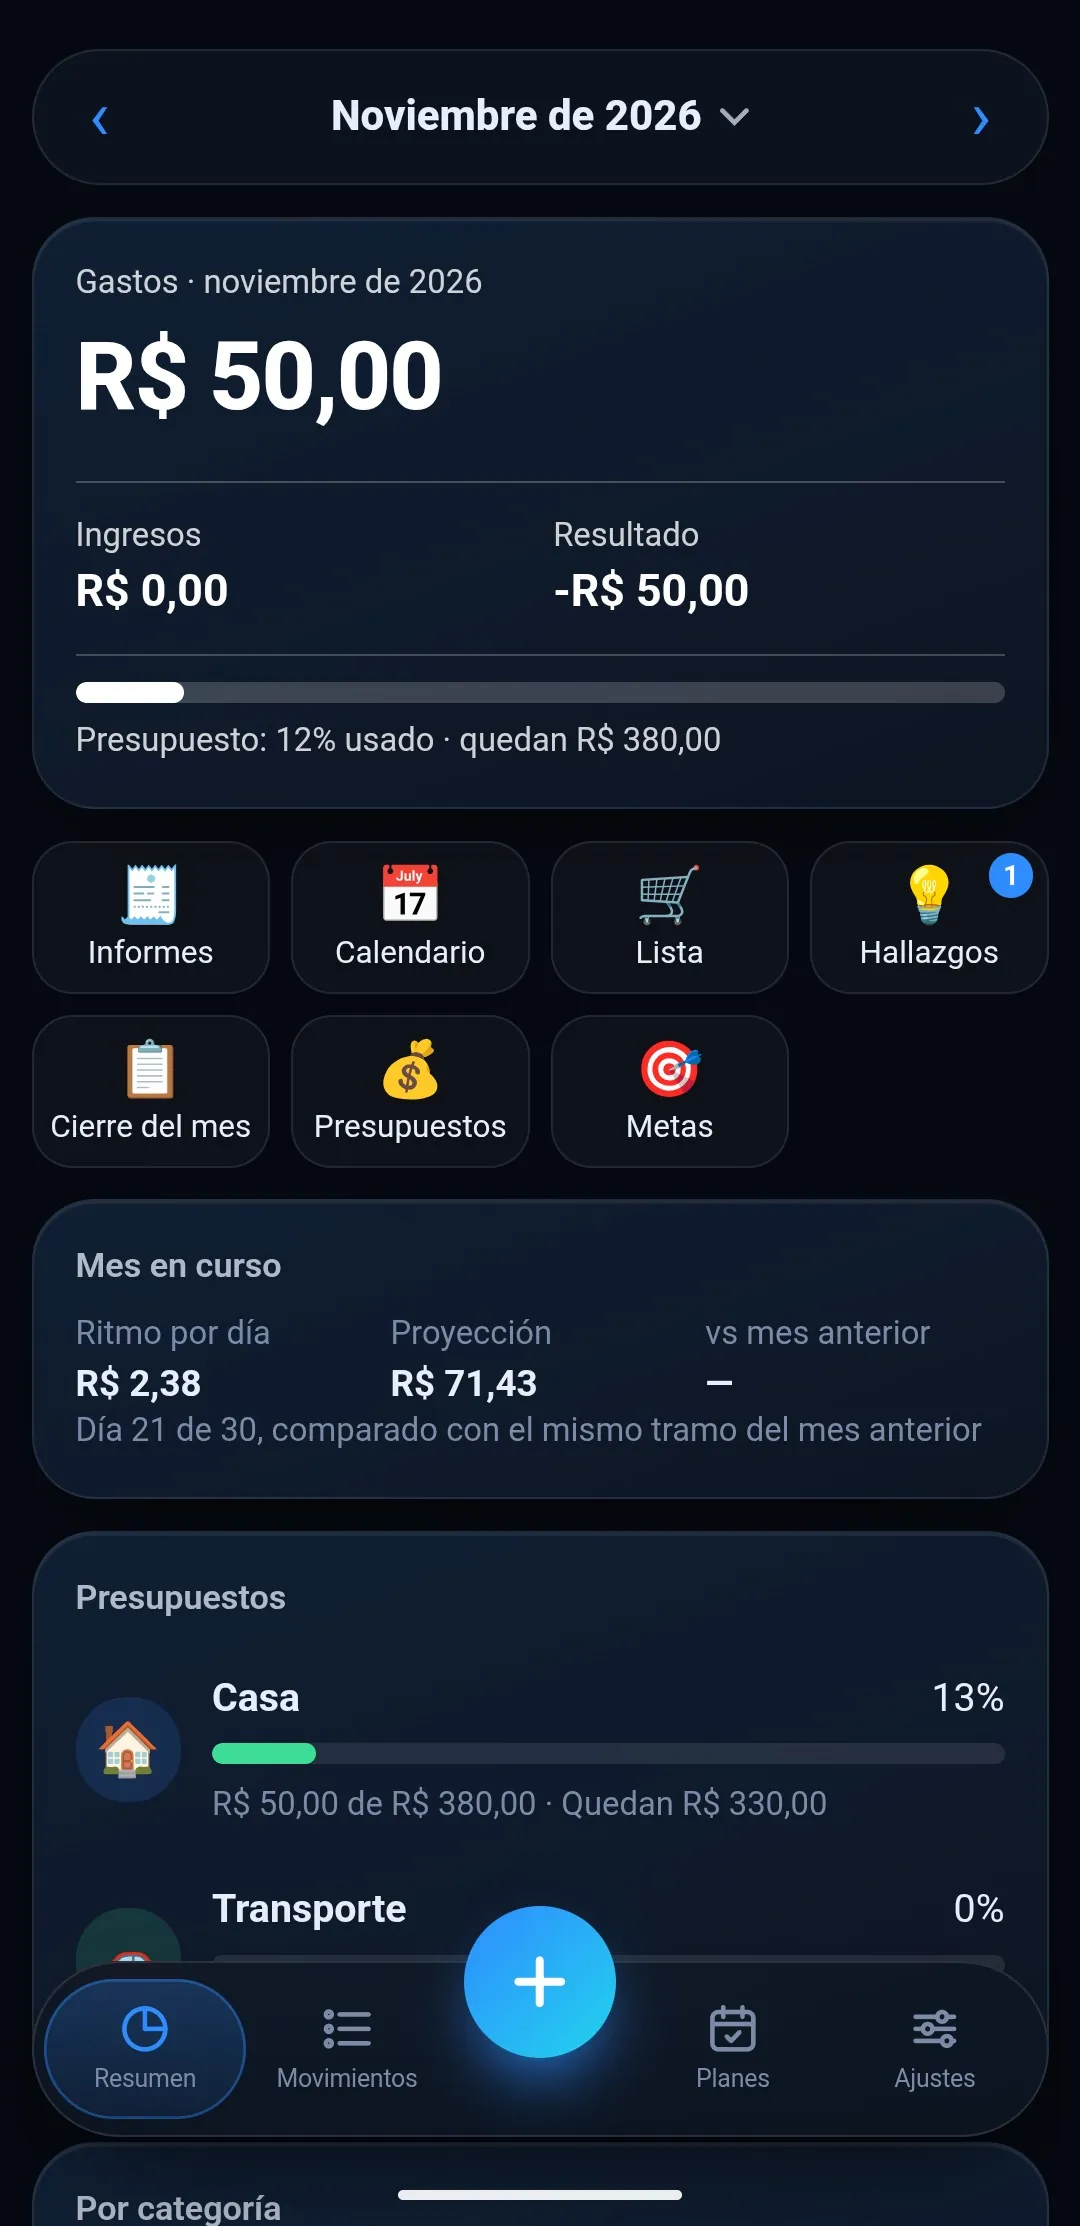 Noviembre de 2026
Gastos · noviembre de 2026
R$ 50,00
Ingresos
Resultado
R$ 0,00
-R$ 50,00
Presupuesto: 12% usado · quedan R$ 380,00
July
17
1
Informes
Calendario
Lista
Hallazgos
Cierre del mes
Presupuestos
Metas
Mes en curso
Ritmo por día
Proyección
vs mes anterior
R$ 2,38
R$ 71,43
—
Día 21 de 30, comparado con el mismo tramo del mes anterior
Presupuestos
Casa
13%
R$ 50,00 de R$ 380,00 · Quedan R$ 330,00
Transporte
0%
Resumen
Movimientos
Planes
Ajustes
Por categoría